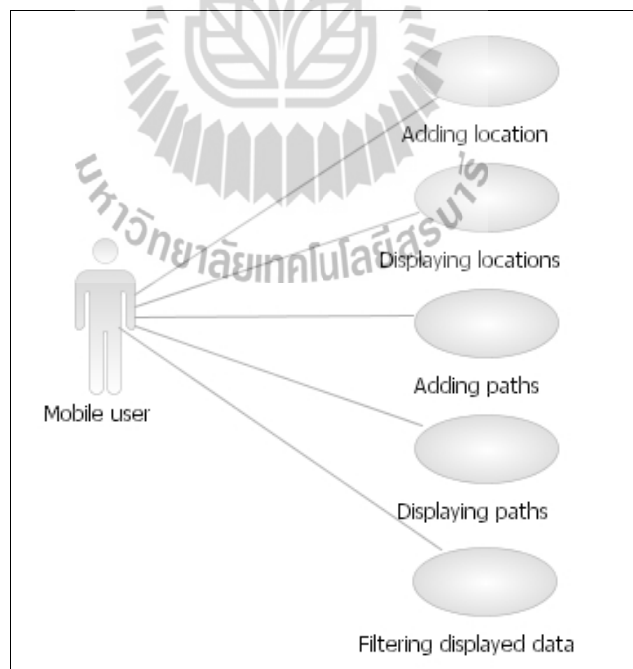 Adding location
มหาวิทยาลัยเทคโนโลยีสุรนารี
Displaying locations
Adding paths
Mobile user
Displaying paths
Filtering displayed data